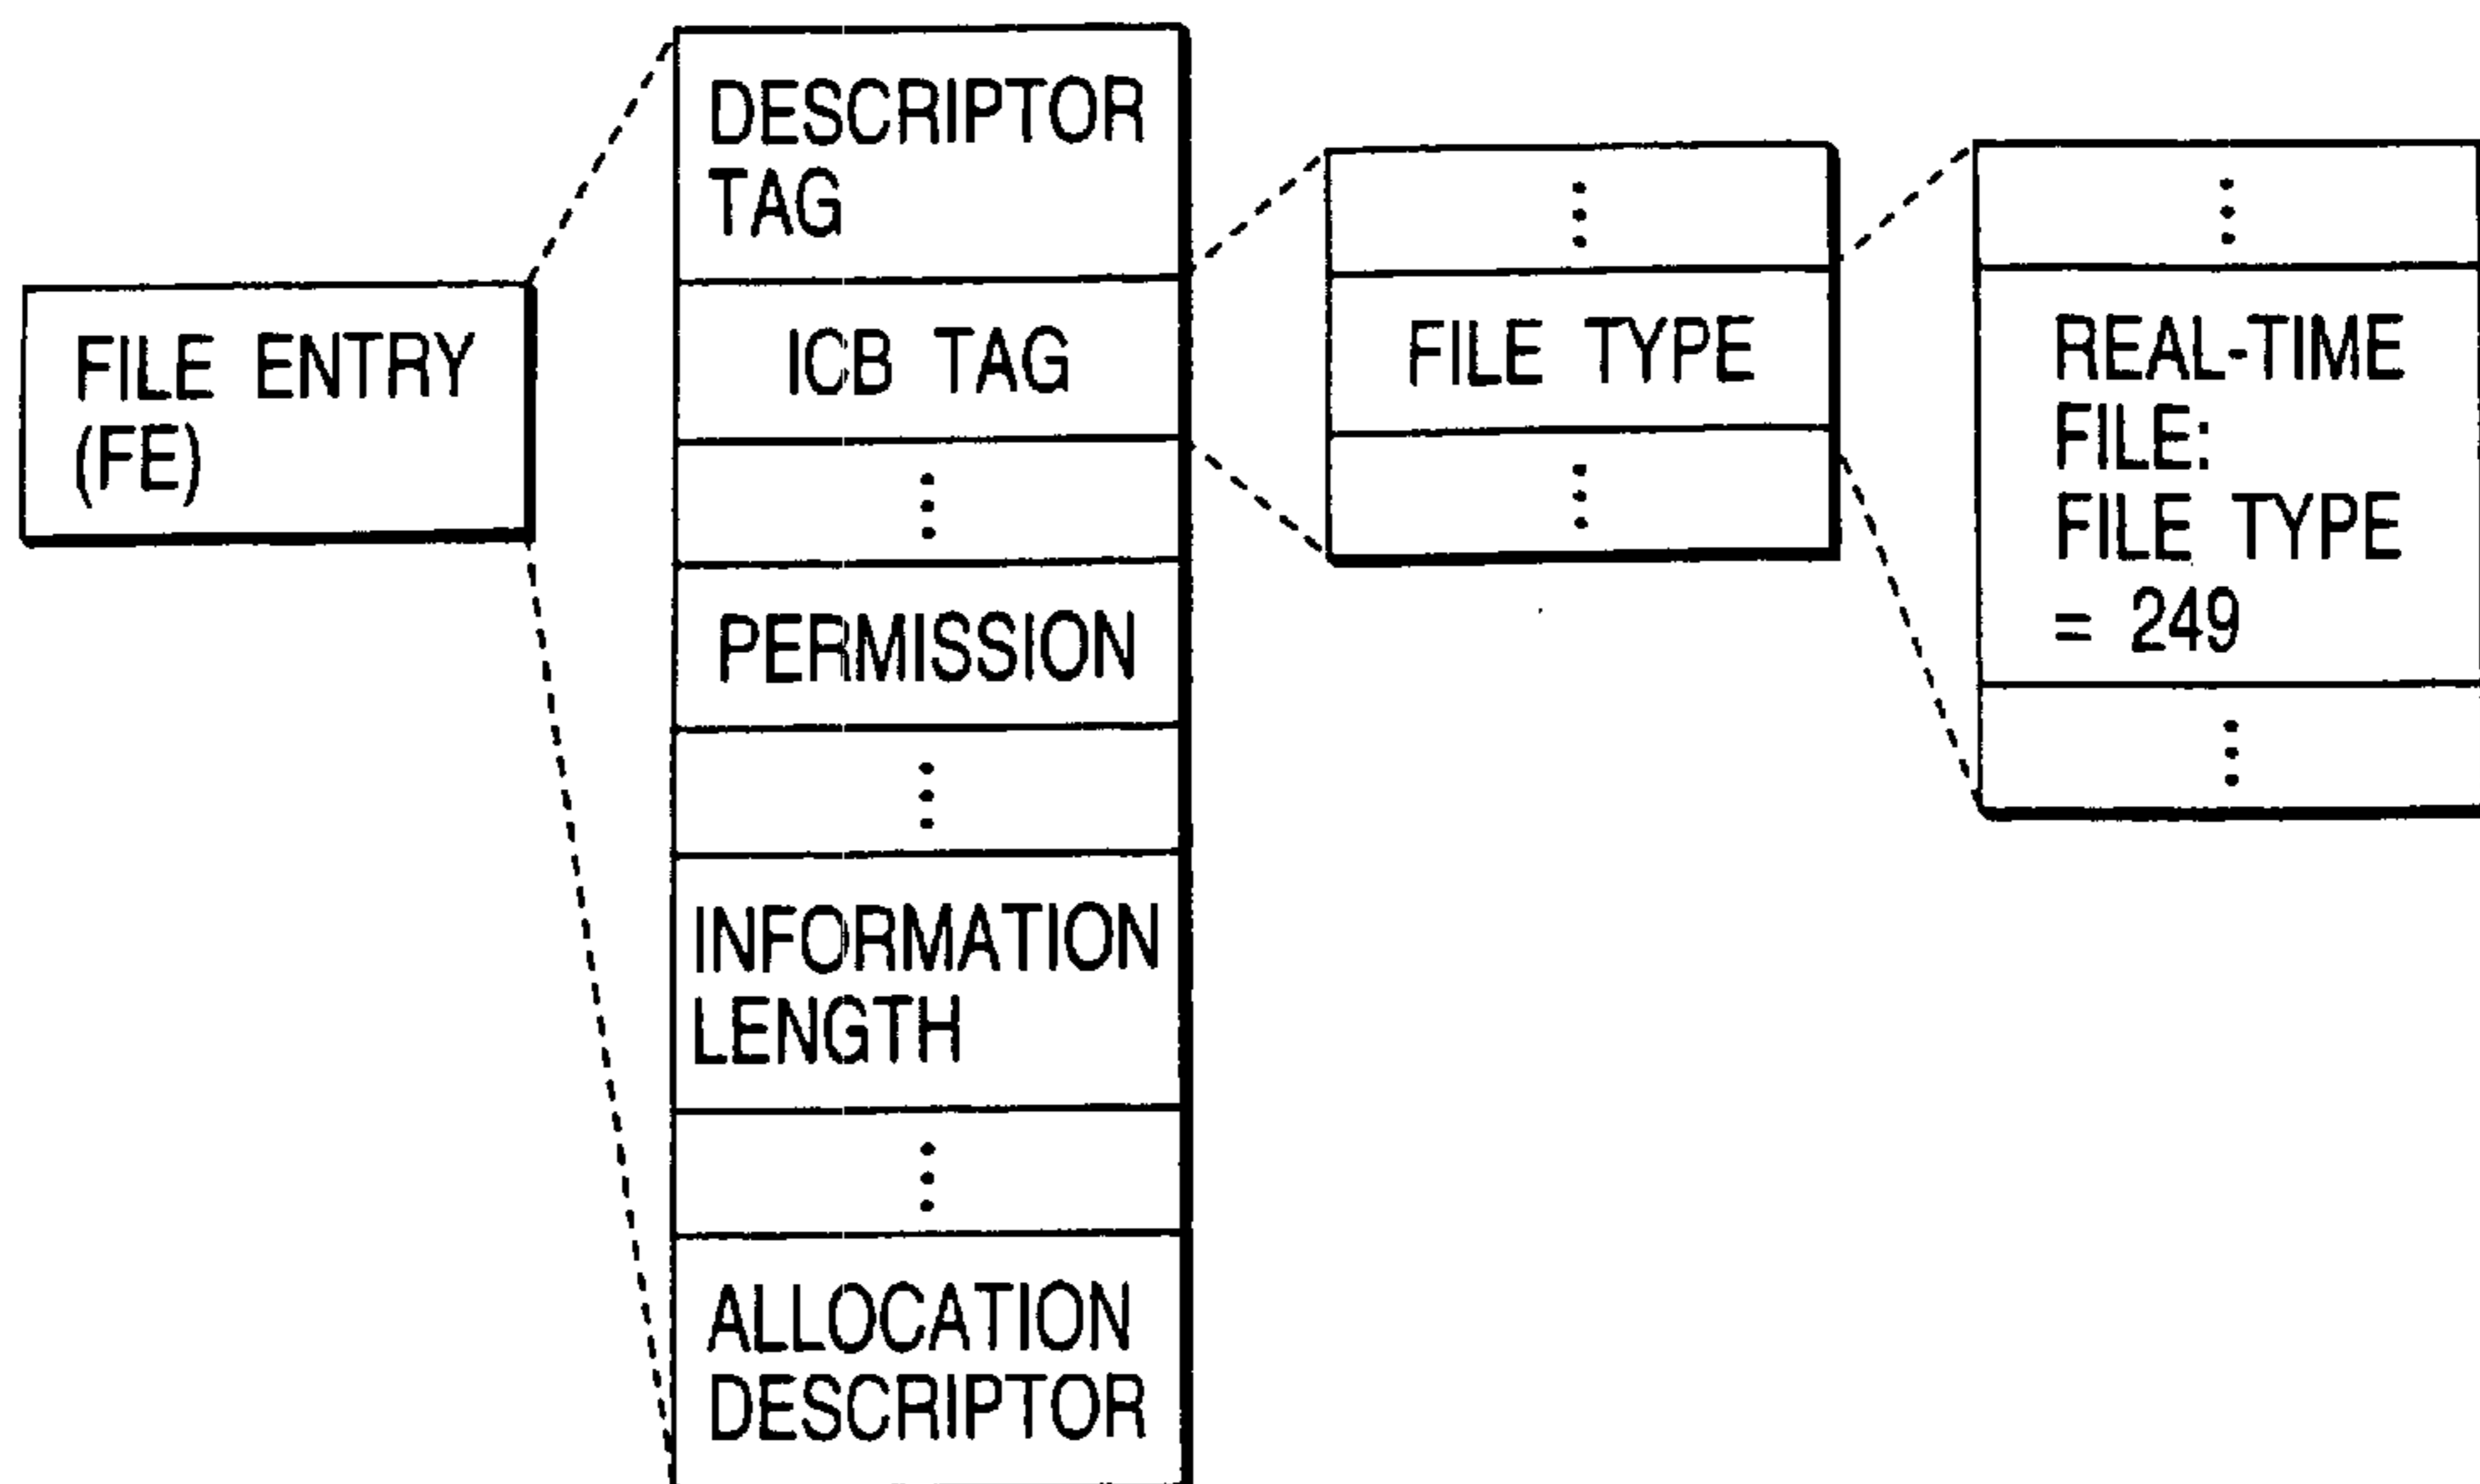 FILE ENTRY
(FE)
DESCRIPTOR
TAG
ICB TAG
PERMISSION
INFORMATION
LENGTH
ALLOCATION
DESCRIPTOR
FILE TYPE
REAL-TIME
FILE:
FILE TYPE
= 249